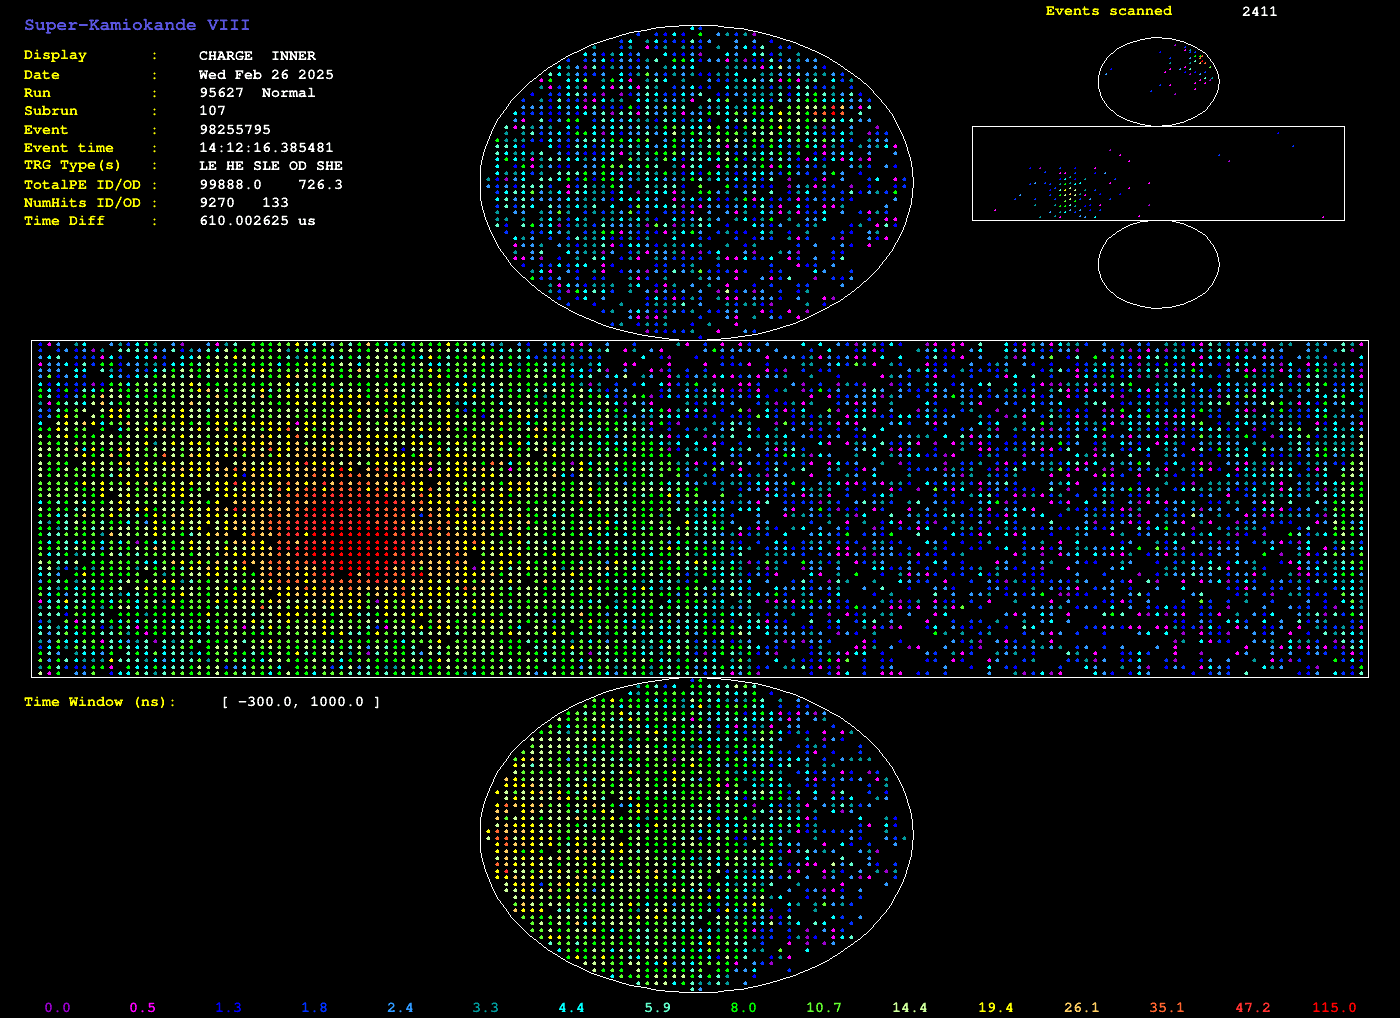 Super-Kamiokande VIII
Events scanned 2411
Display : CHARGE INNER
Date : Wed Feb 26 2025
Run : 95627 Normal
Subrun : 107
Event : 98255795
Event time : 14:12:16.385481
TRG Type(s) : LE HE SLE OD SHE
TotalPE ID/OD : 99888.0 726.3
NumHits ID/OD : 9270 133
Time Diff : 610.002625 us
Time Window (ns): [ -300.0, 1000.0 ]
0.0 0.5 1.3 1.8 2.4 3.3 4.4 5.9 8.0 10.7 14.4 19.4 26.1 35.1 47.2 115.0